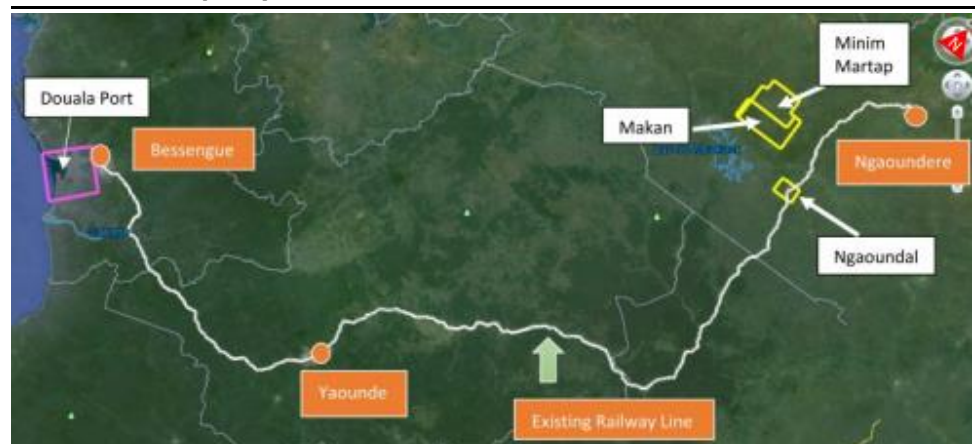 Minim
Martap
Douala Port
Makan
Bessengue
Ngaoundere
N
Ngaoundal
Yaounde
Existing Railway Line